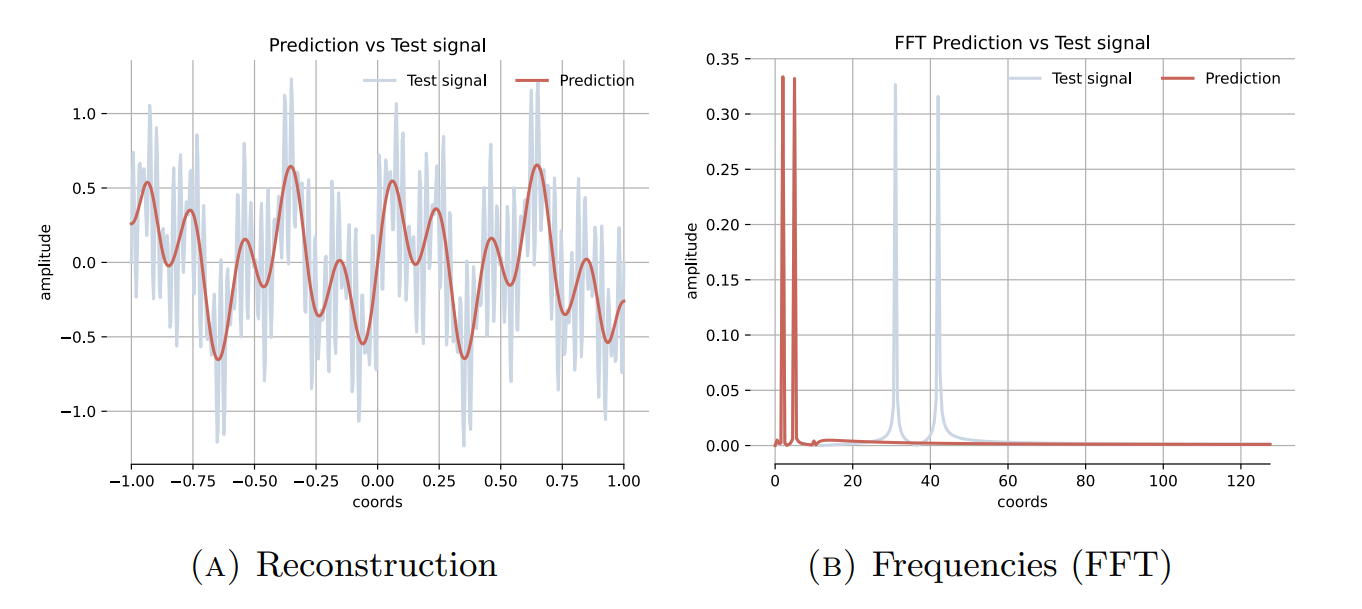 Prediction vs Test signal
Test signal
Prediction
1.0
0.5
0.0
−0.5
−1.0
amplitude
−1.00 −0.75 −0.50 −0.25 0.00 0.25 0.50 0.75 1.00
coords
(A) Reconstruction
FFT Prediction vs Test signal
Test signal
Prediction
0.35
0.30
0.25
0.20
0.15
0.10
0.05
0.00
amplitude
0 20 40 60 80 100 120
coords
(B) Frequencies (FFT)